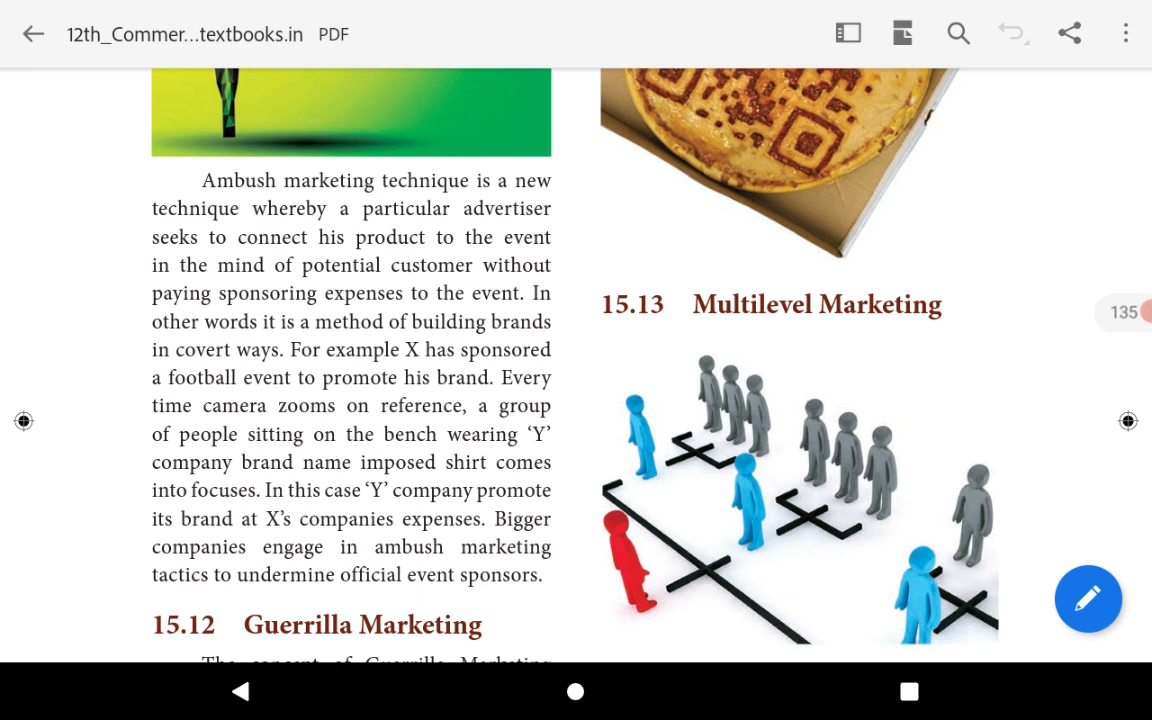 12th_Commer...textbooks.in PDF
Ambush marketing technique is a new
technique whereby a particular advertiser
seeks to connect his product to the event
in the mind of potential customer without
paying sponsoring expenses to the event. In
other words it is a method of building brands
in covert ways. For example X has sponsored
a football event to promote his brand. Every
time camera zooms on reference, a group
of people sitting on the bench wearing ‘Y’
company brand name imposed shirt comes
into focuses. In this case ‘Y’ company promote
its brand at X’s companies expenses. Bigger
companies engage in ambush marketing
tactics to undermine official event sponsors.
15.12 Guerrilla Marketing
The concept of Guerrilla Marketing
15.13 Multilevel Marketing
135